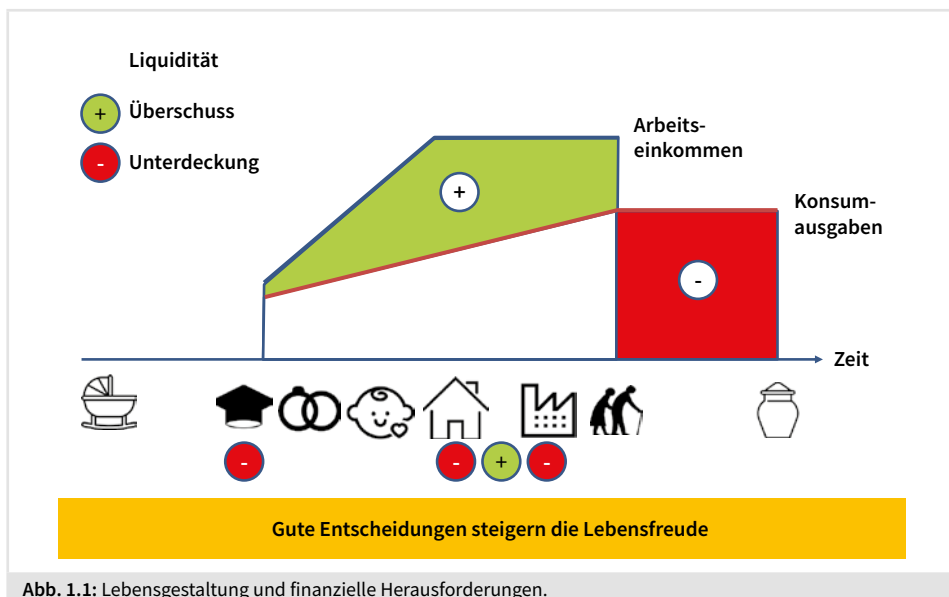 Liquidität
+ Überschuss
- Unterdeckung
Arbeits-
einkommen
+
Konsum-
ausgaben
-
Zeit
- - + -
Gute Entscheidungen steigern die Lebensfreude
Abb. 1.1: Lebensgestaltung und finanzielle Herausforderungen.